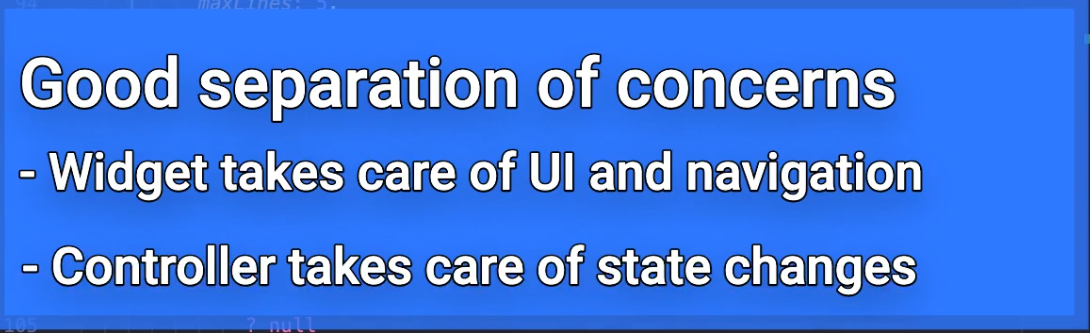 94 maxLines: 5,
Good separation of concerns
- Widget takes care of UI and navigation
- Controller takes care of state changes
105 ? null